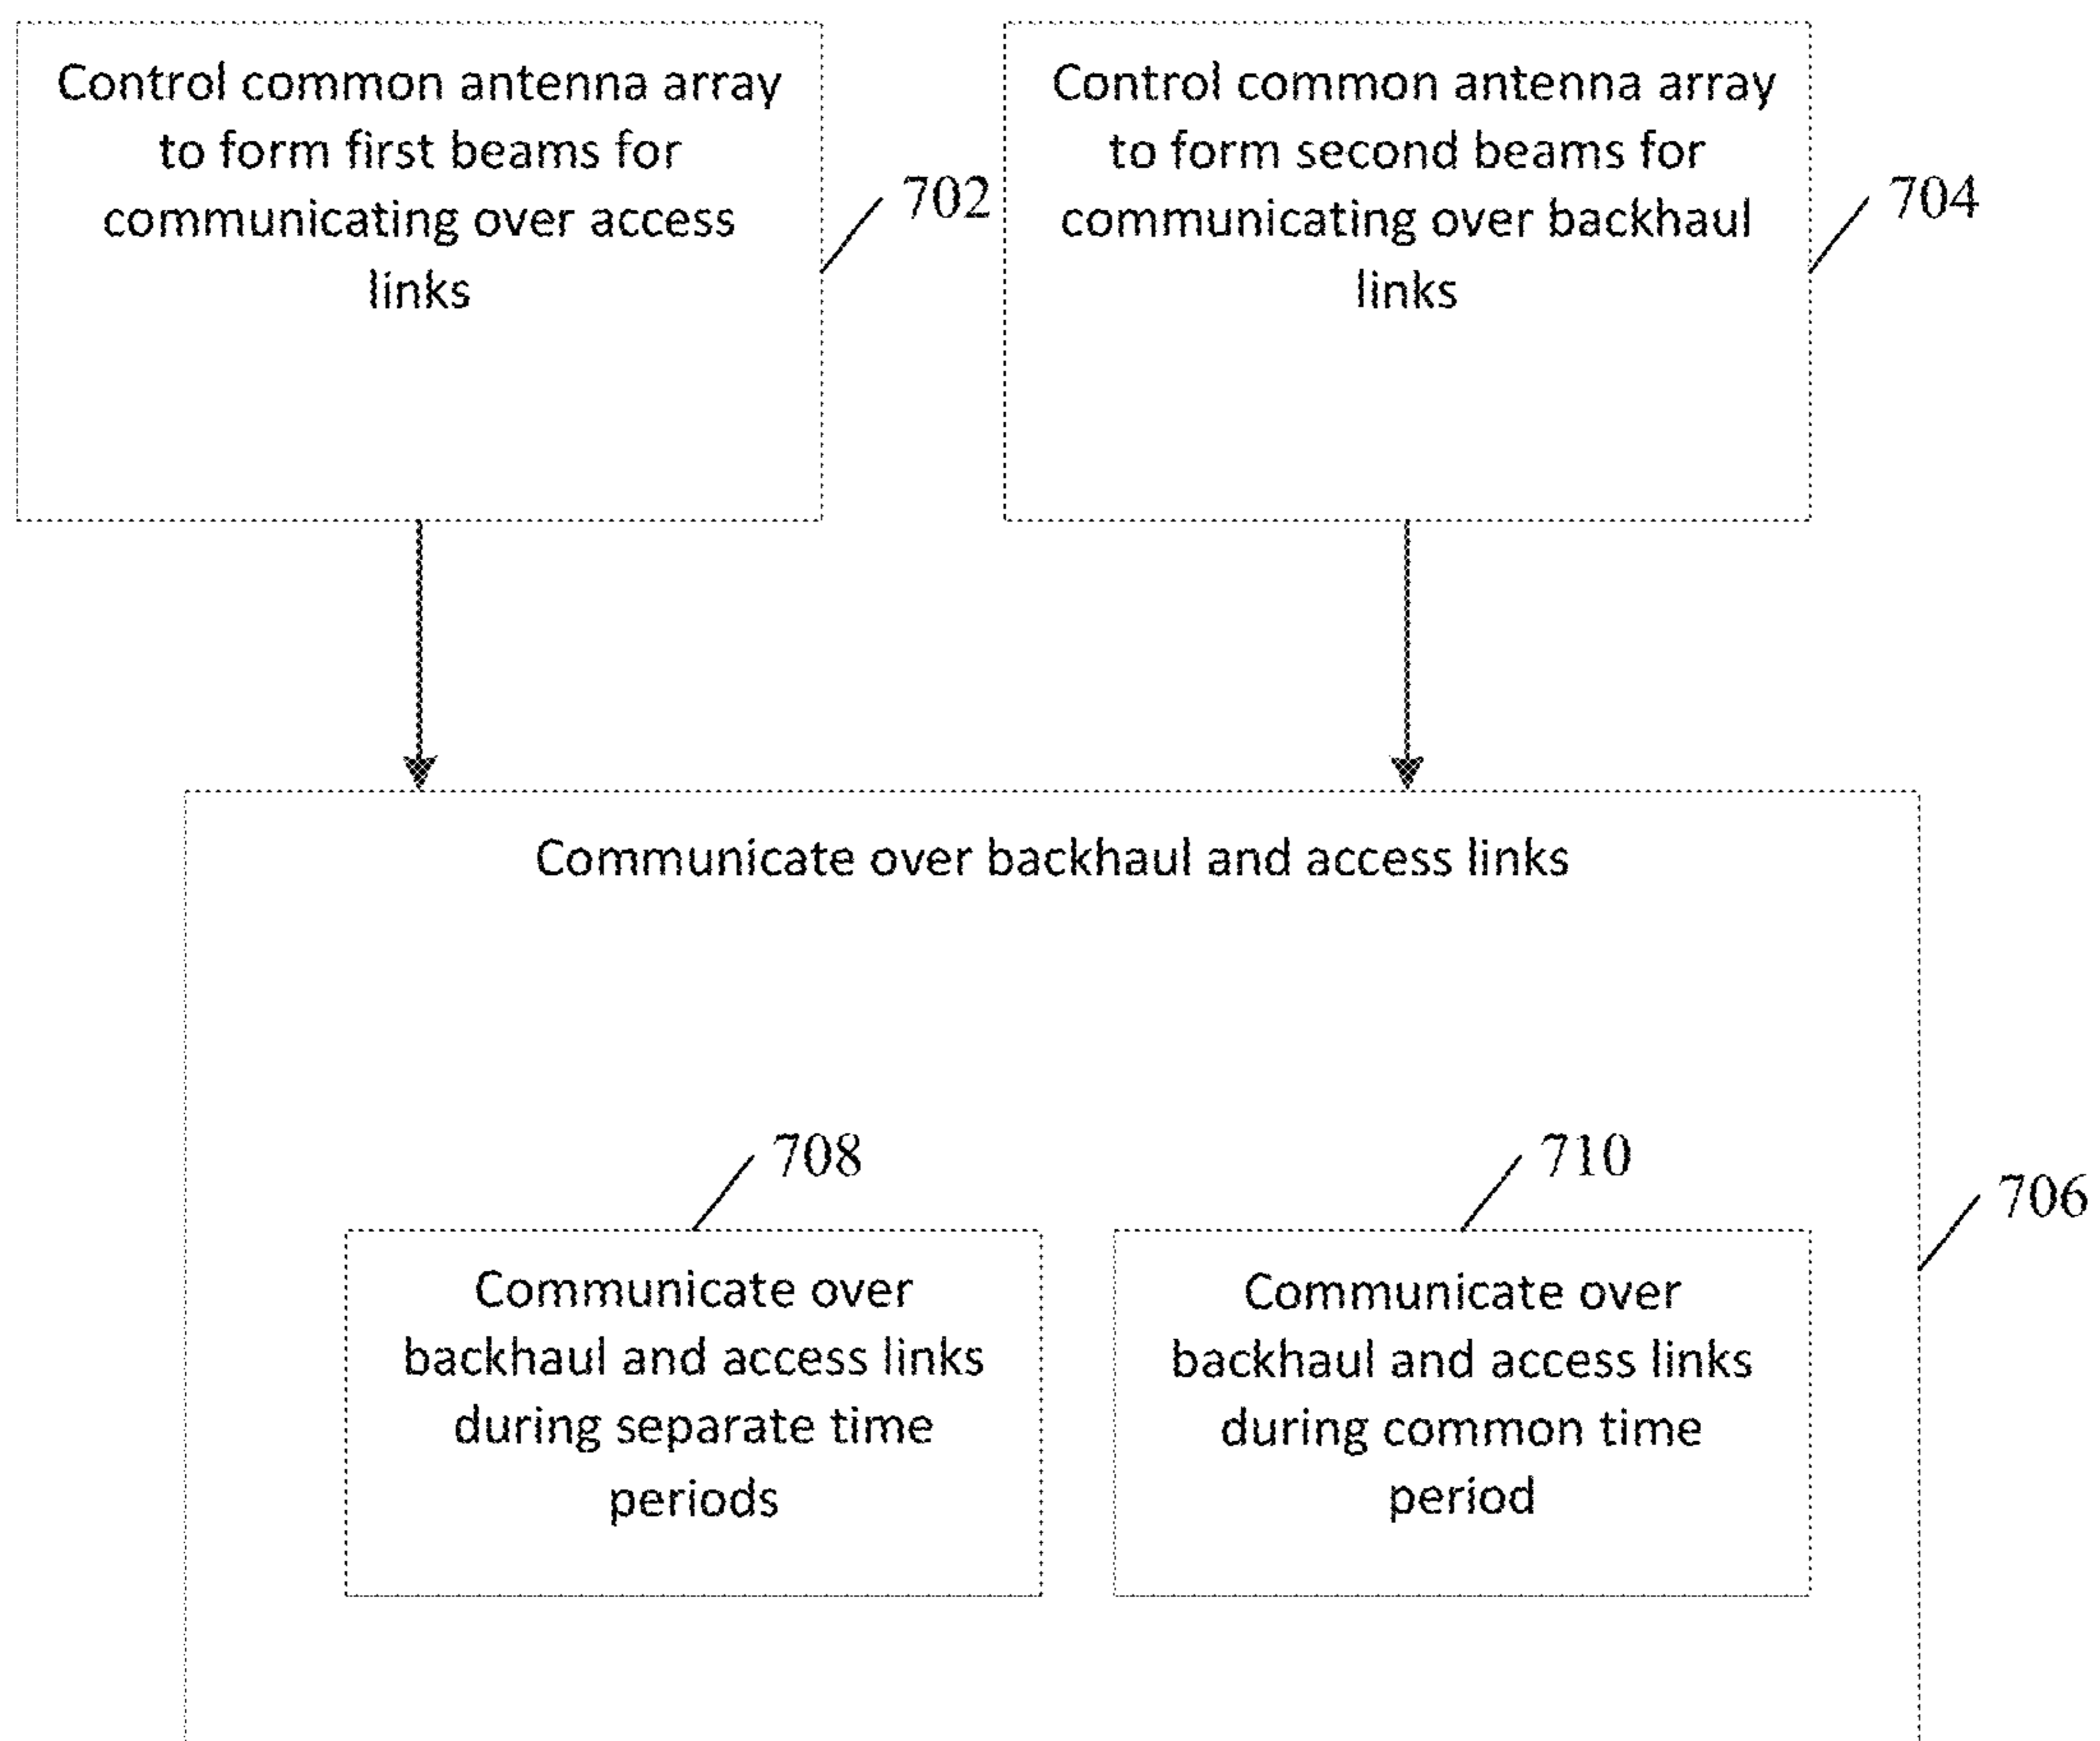 Control common antenna array
to form first beams for
communicating over access
links
702
Control common antenna array
to form second beams for
communicating over backhaul
links
704
Communicate over backhaul and access links
708
710
706
Communicate over
backhaul and access links
during separate time
periods
Communicate over
backhaul and access links
during common time
period